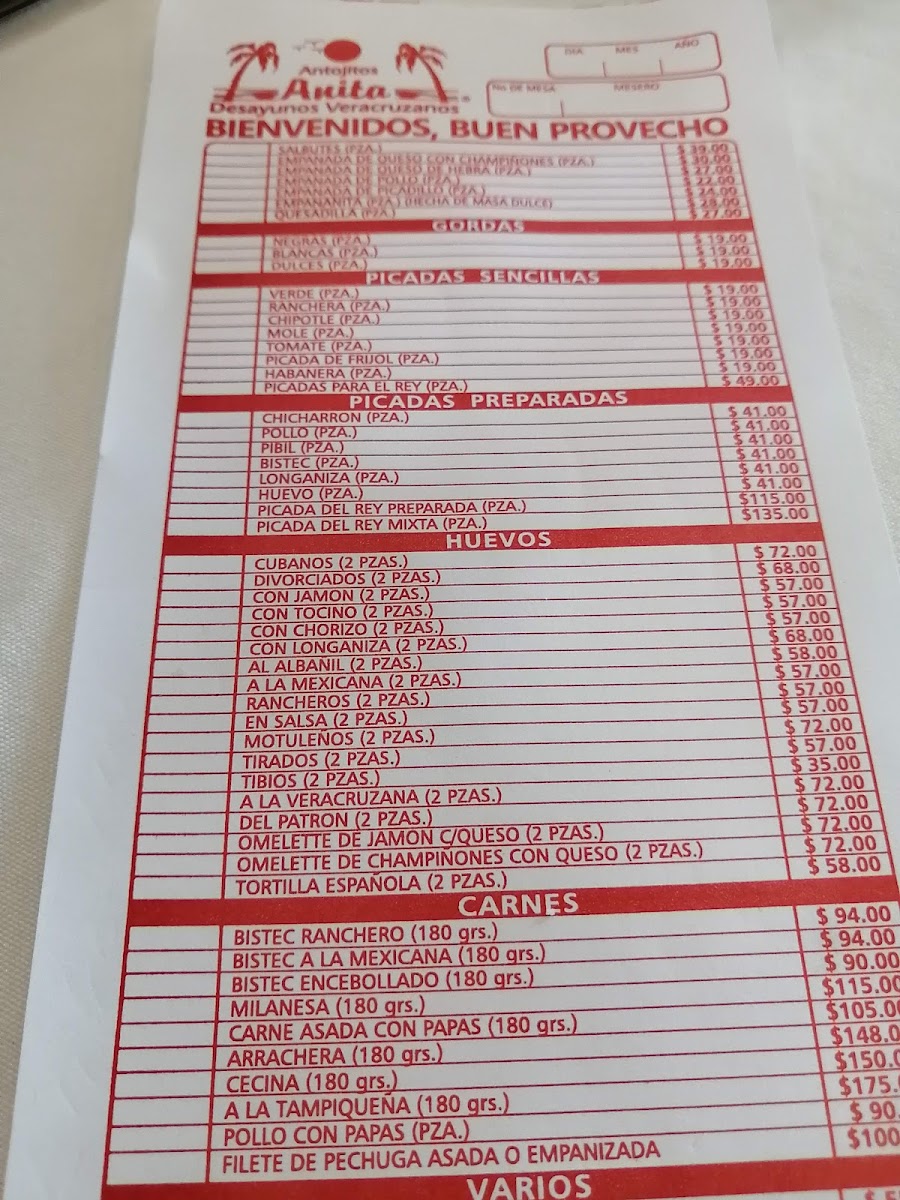 Antojitos
Anita
Desayunos Veracruzanos
DIA MES AÑO
No DE MESA MESERO
BIENVENIDOS, BUEN PROVECHO
SALBUTES (PZA.) $ 39.00
EMPANADA DE QUESO CON CHAMPIÑONES (PZA.) $ 30.00
EMPANADA DE QUESO DE HEBRA (PZA.) $ 27.00
EMPANADA DE POLLO (PZA.) $ 22.00
EMPANADA DE PICADILLO (PZA.) $ 24.00
EMPANANITA (PZA.) (HECHA DE MASA DULCE) $ 28.00
QUESADILLA (PZA.) $ 27.00
GORDAS
NEGRAS (PZA.) $ 19.00
BLANCAS (PZA.) $ 19.00
DULCES (PZA.) $ 19.00
PICADAS SENCILLAS
VERDE (PZA.) $ 19.00
RANCHERA (PZA.) $ 19.00
CHIPOTLE (PZA.) $ 19.00
MOLE (PZA.) $ 19.00
TOMATE (PZA.) $ 19.00
PICADA DE FRIJOL (PZA.) $ 19.00
HABANERA (PZA.) $ 19.00
PICADAS PARA EL REY (PZA.) $ 49.00
PICADAS PREPARADAS
CHICHARRON (PZA.) $ 41.00
POLLO (PZA.) $ 41.00
PIBIL (PZA.) $ 41.00
BISTEC (PZA.) $ 41.00
LONGANIZA (PZA.) $ 41.00
HUEVO (PZA.) $ 41.00
PICADA DEL REY PREPARADA (PZA.) $115.00
PICADA DEL REY MIXTA (PZA.) $135.00
HUEVOS
CUBANOS (2 PZAS.) $ 72.00
DIVORCIADOS (2 PZAS.) $ 68.00
CON JAMON (2 PZAS.) $ 57.00
CON TOCINO (2 PZAS.) $ 57.00
CON CHORIZO (2 PZAS.) $ 57.00
CON LONGANIZA (2 PZAS.) $ 68.00
AL ALBAÑIL (2 PZAS.) $ 58.00
A LA MEXICANA (2 PZAS.) $ 57.00
RANCHEROS (2 PZAS.) $ 57.00
EN SALSA (2 PZAS.) $ 57.00
MOTULEÑOS (2 PZAS.) $ 72.00
TIRADOS (2 PZAS.) $ 57.00
TIBIOS (2 PZAS.) $ 35.00
A LA VERACRUZANA (2 PZAS.) $ 72.00
DEL PATRON (2 PZAS.) $ 72.00
OMELETTE DE JAMON C/QUESO (2 PZAS.) $ 72.00
OMELETTE DE CHAMPIÑONES CON QUESO (2 PZAS.) $ 72.00
TORTILLA ESPAÑOLA (2 PZAS.) $ 58.00
CARNES
BISTEC RANCHERO (180 grs.) $ 94.00
BISTEC A LA MEXICANA (180 grs.) $ 94.00
BISTEC ENCEBOLLADO (180 grs.) $ 90.00
MILANESA (180 grs.) $115.00
CARNE ASADA CON PAPAS (180 grs.) $105.00
ARRACHERA (180 grs.) $148.0
CECINA (180 grs.) $150.
A LA TAMPIQUEÑA (180 grs.) $175.
POLLO CON PAPAS (PZA.) $ 90.
FILETE DE PECHUGA ASADA O EMPANIZADA $100
VARIOS